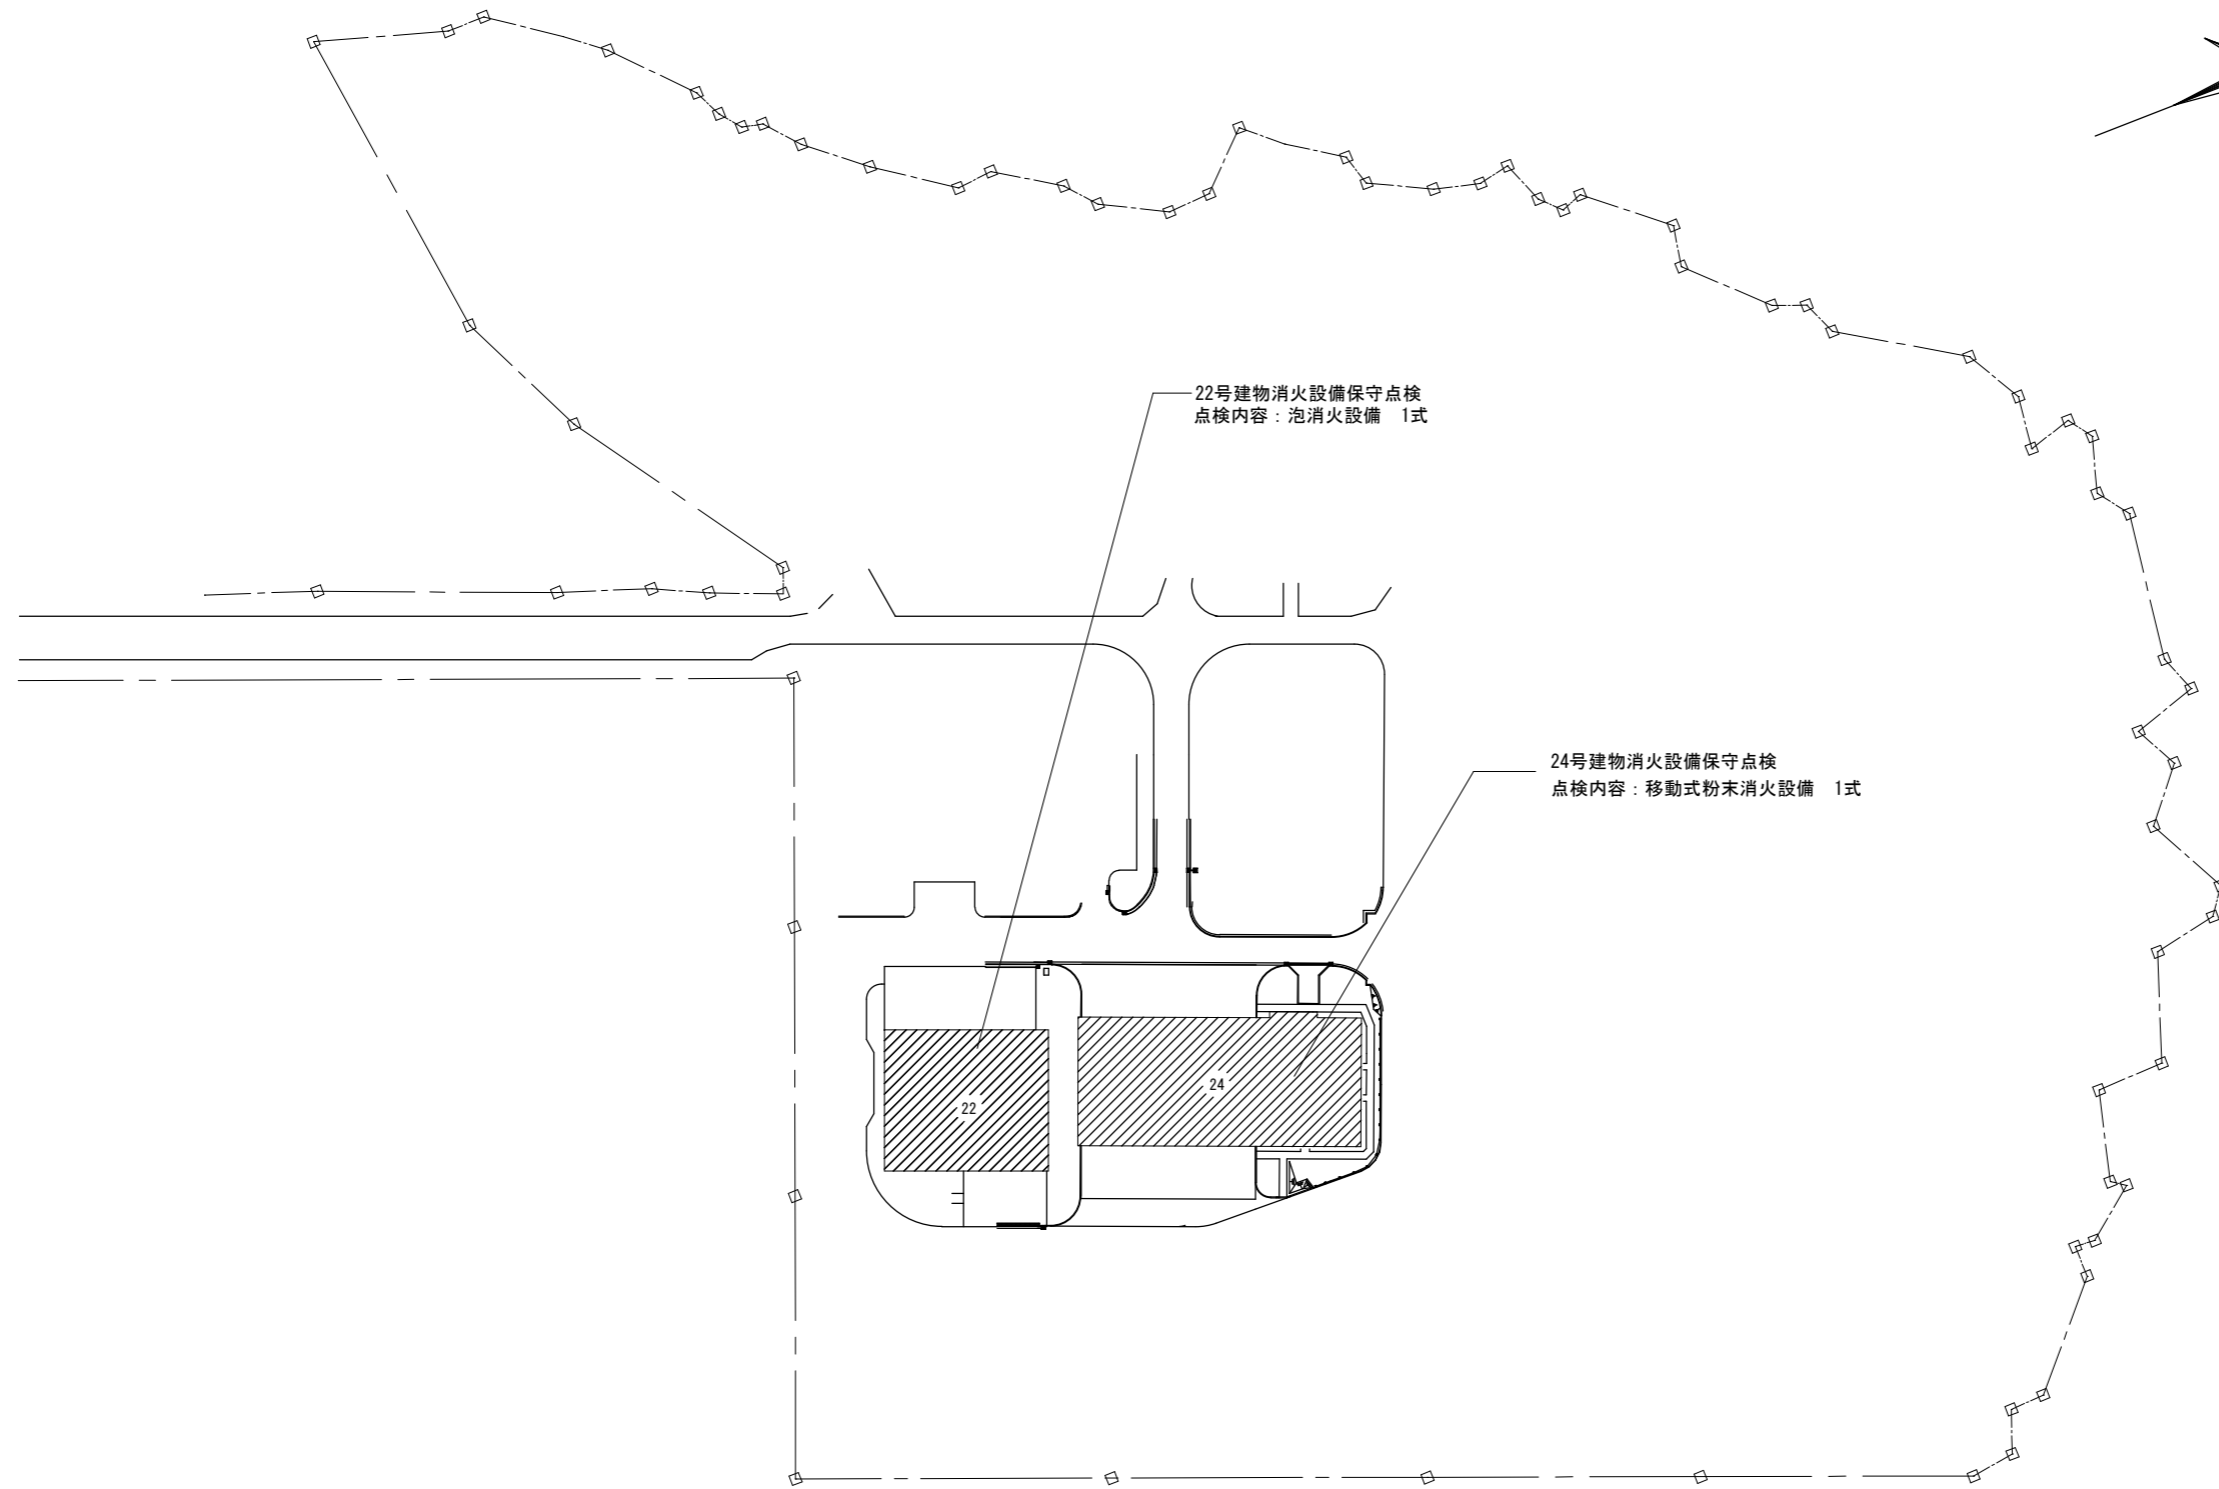 22号建物消火設備保守点検
点検内容：泡消火設備　1式
24号建物消火設備保守点検
点検内容：移動式粉末消火設備　1式
24
22